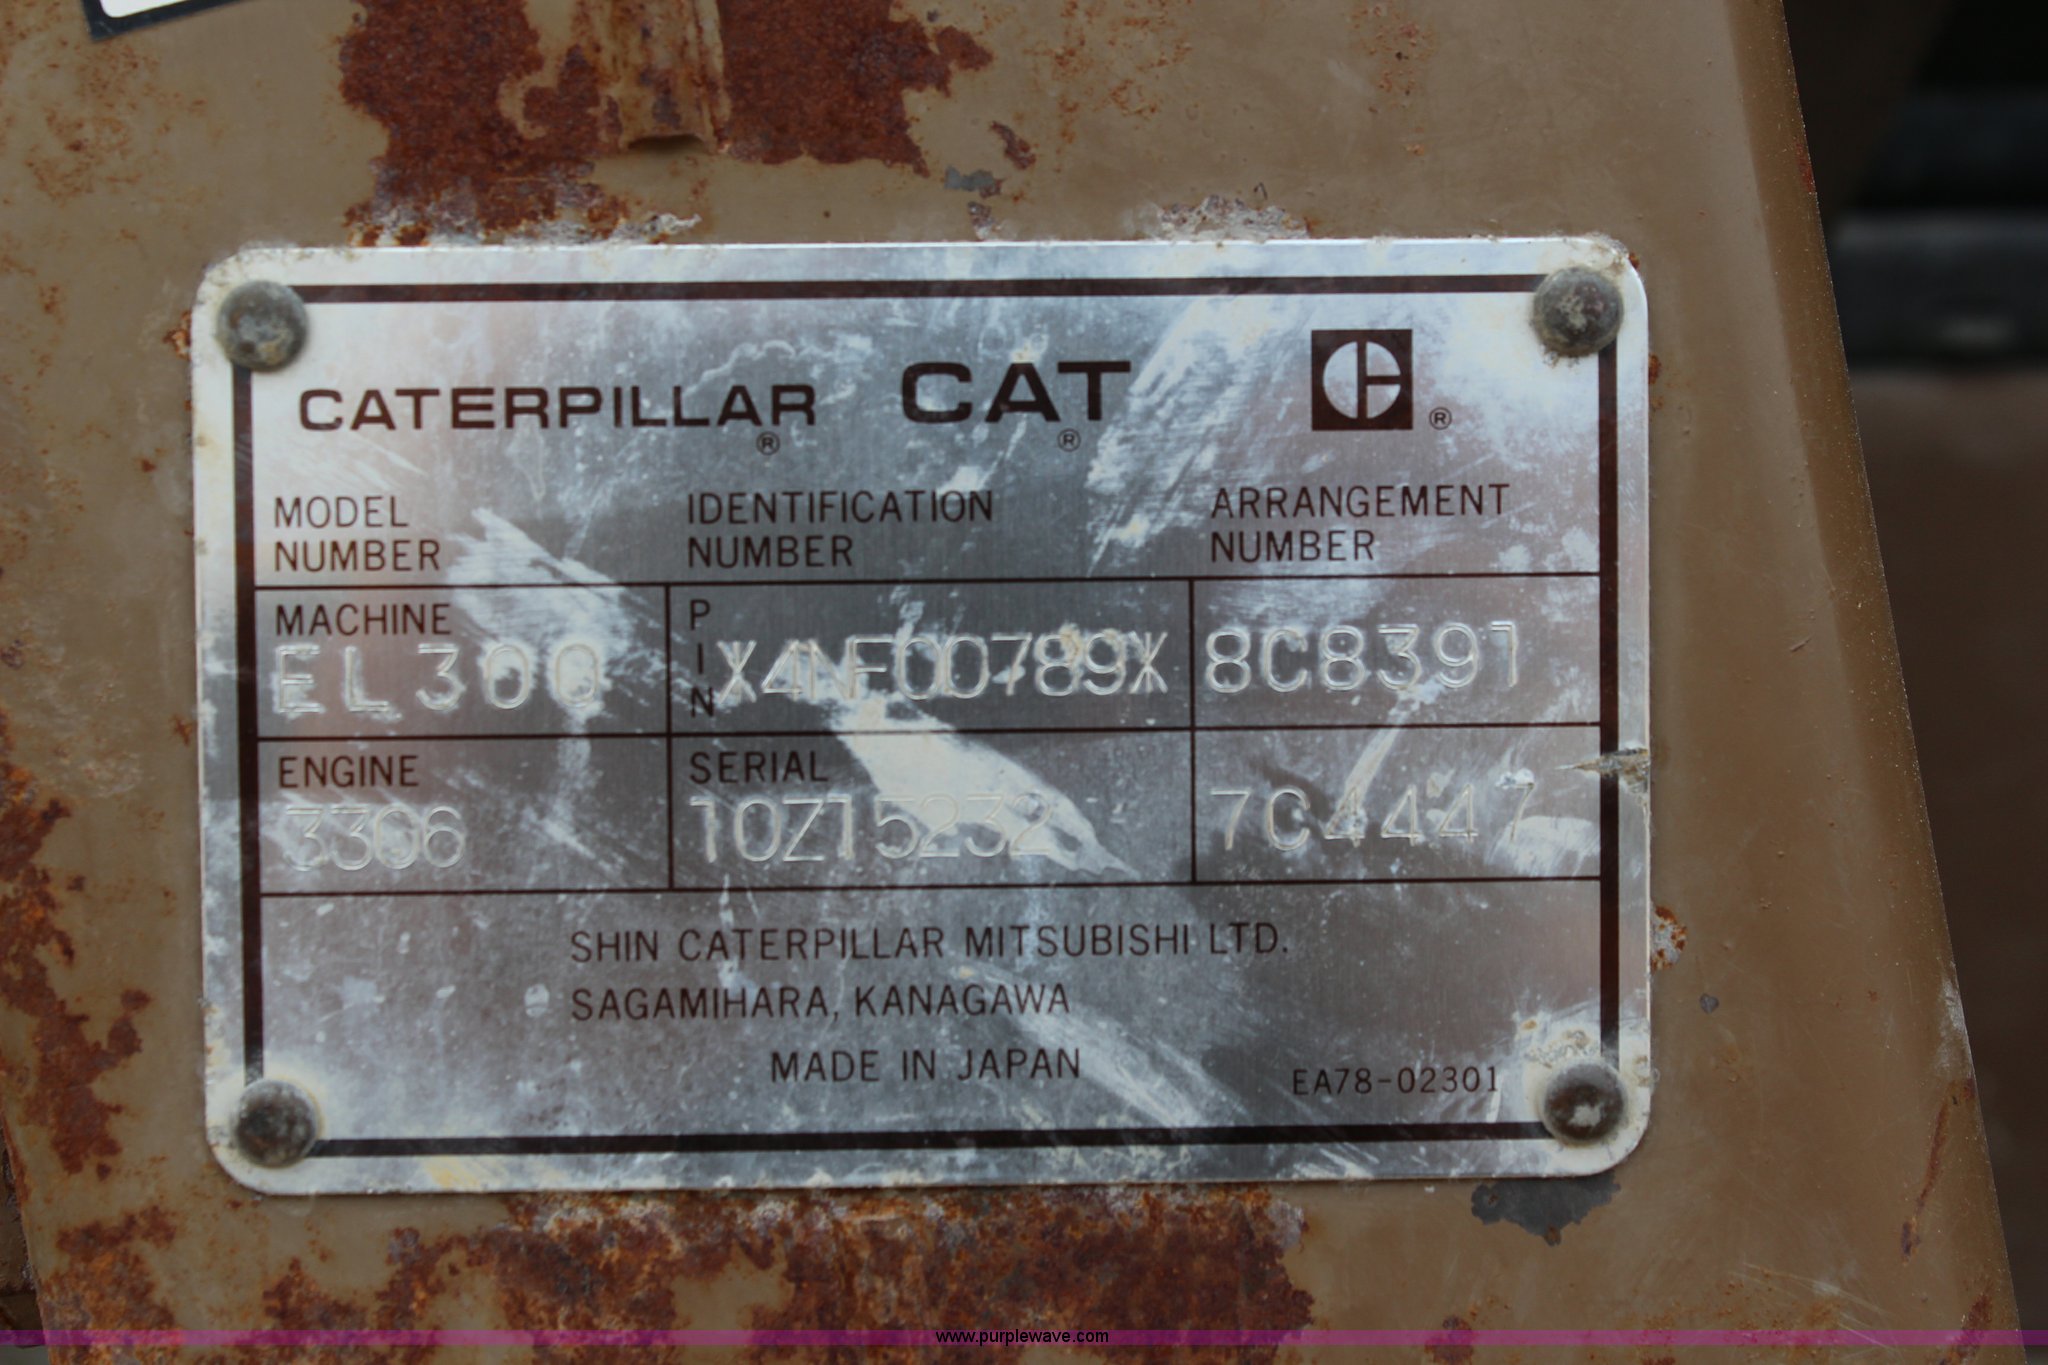 CATERPILLAR® CAT® ®
MODEL NUMBER IDENTIFICATION NUMBER ARRANGEMENT NUMBER
MACHINE PIN
EL300 X4NF00789X 8C8391
ENGINE SERIAL
3306 10Z15232 7C4447
SHIN CATERPILLAR MITSUBISHI LTD.
SAGAMIHARA, KANAGAWA
MADE IN JAPAN EA78-02301
www.purplewave.com